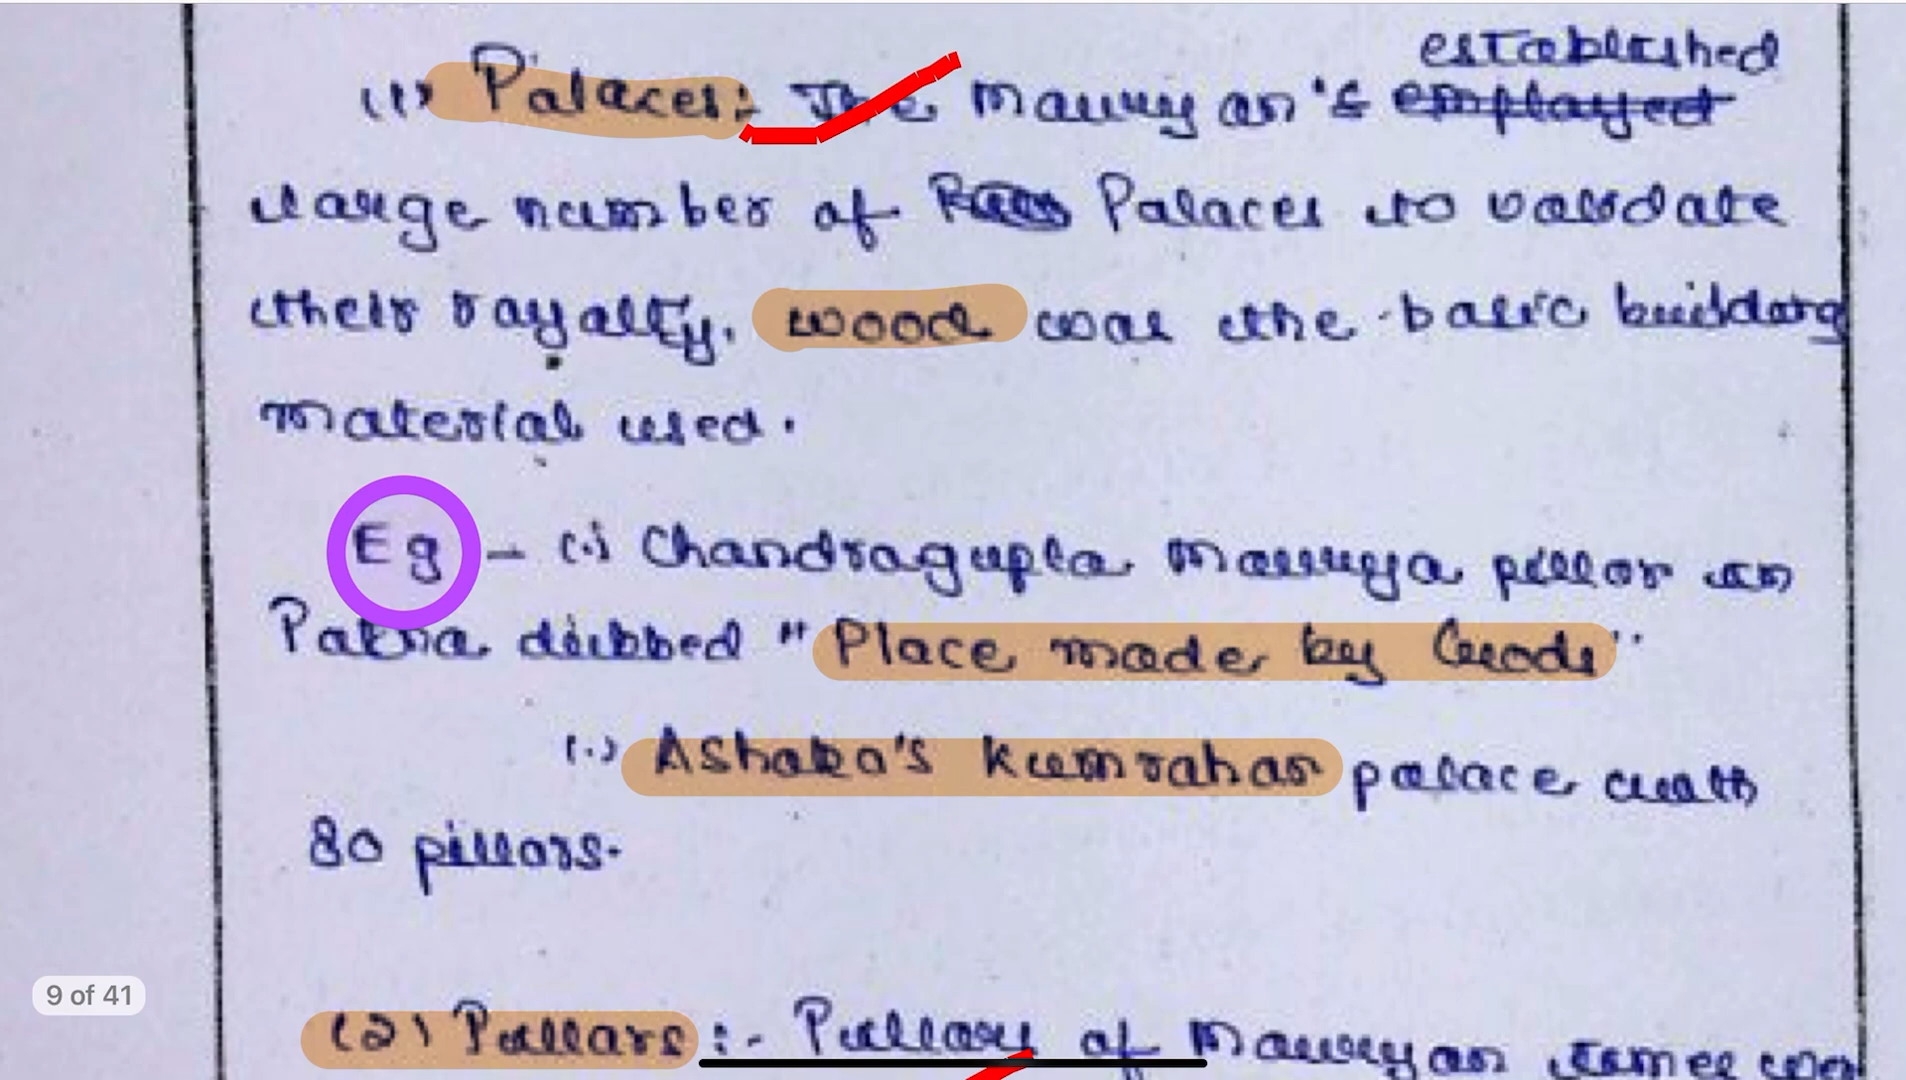 established
(1) Palaces:- The Mauryan's employed
large number of Palaces to validate
their royalty. wood was the basic building
material used.
Eg - (.) Chandragupta Maurya pillar in
Patna dubbed "Place made by Gods"
(.) Ashoka's Kumrahar palace with
80 pillars.
9 of 41
(2) Pillars :- Pillars of Mauryan times